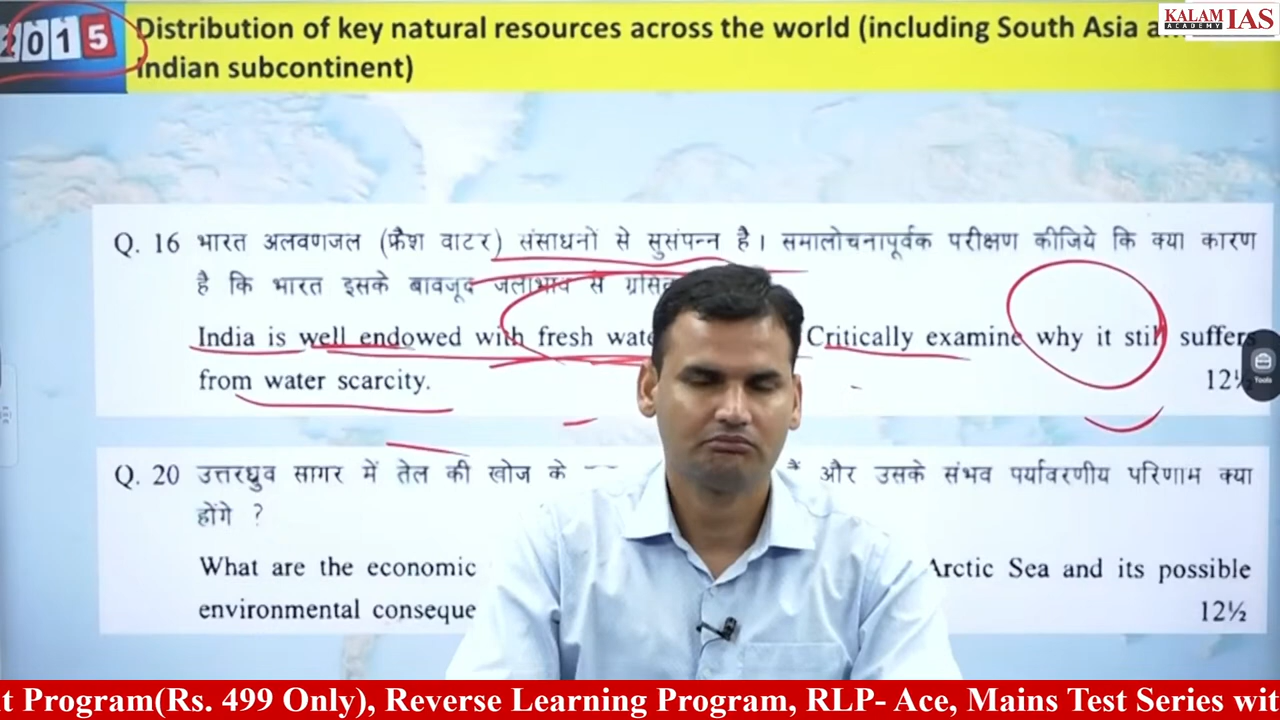 2015
Distribution of key natural resources across the world (including South Asia
Indian subcontinent)
KALAM IAS
ACADEMY
Q. 16 भारत अलवणजल (फ्रैश वाटर) संसाधनों से सुसंपन्न है। समालोचनापूर्वक परीक्षण कीजिये कि क्या कारण
है कि भारत इसके बावजूद जलाभाव से
India is well endowed with fresh Critically examine why it still suffers
from water scarcity.
Tools
Q. 20 उत्तरध्रुव सागर में तेल की खोज के और उसके संभव पर्यावरणीय परिणाम क्या
होंगे ?
What are the economic Arctic Sea and its possible
environmental 12½
t Program(Rs. 499 Only), Reverse Learning Program, RLP- Ace, Mains Test Series wit